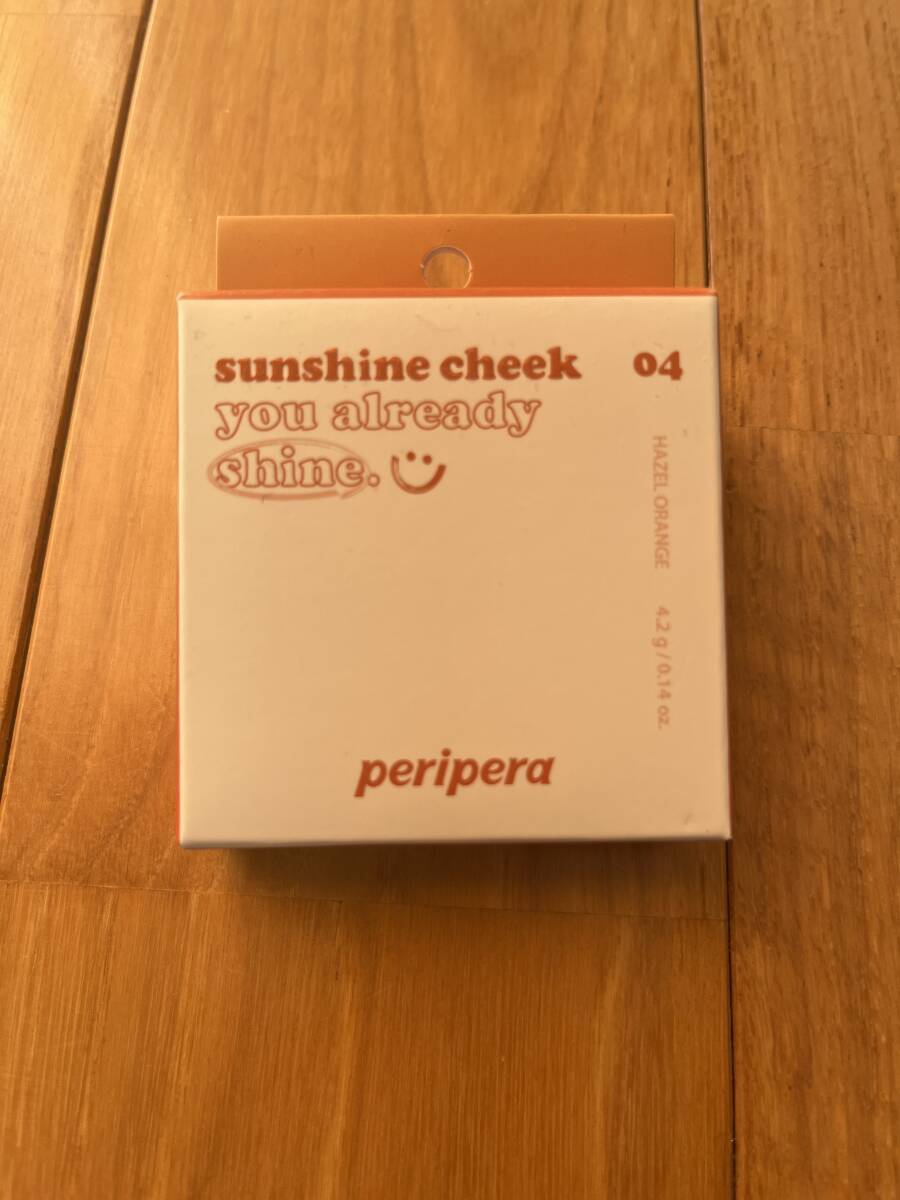 sunshine cheek 04
you already
shine.
HAZEL ORANGE 4.2 g / 0.14 oz.
peripera